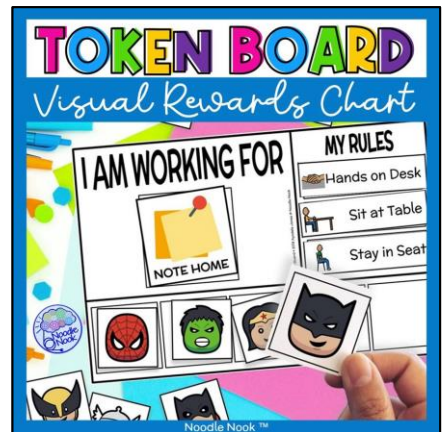 TOKEN BOARD
Visual Rewards Chart
I AM WORKING FOR
NOTE HOME
MY RULES
Hands on Desk
Sit at Table
Stay in Seat
Noodle
Nook
Noodle Nook ™